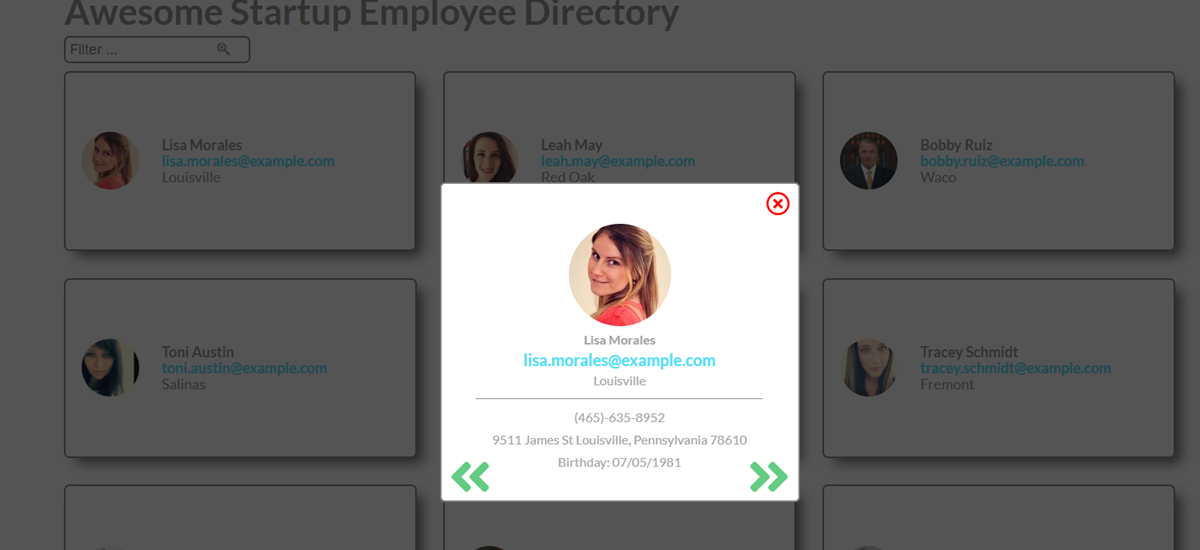 Awesome Startup Employee Directory
Filter ...
Lisa Morales
lisa.morales@example.com
Louisville
Leah May
leah.may@example.com
Red Oak
Bobby Ruiz
bobby.ruiz@example.com
Waco
Toni Austin
toni.austin@example.com
Salinas
Lisa Morales
lisa.morales@example.com
Louisville
(465)-635-8952
9511 James St Louisville, Pennsylvania 78610
Birthday: 07/05/1981
Tracey Schmidt
tracey.schmidt@example.com
Fremont